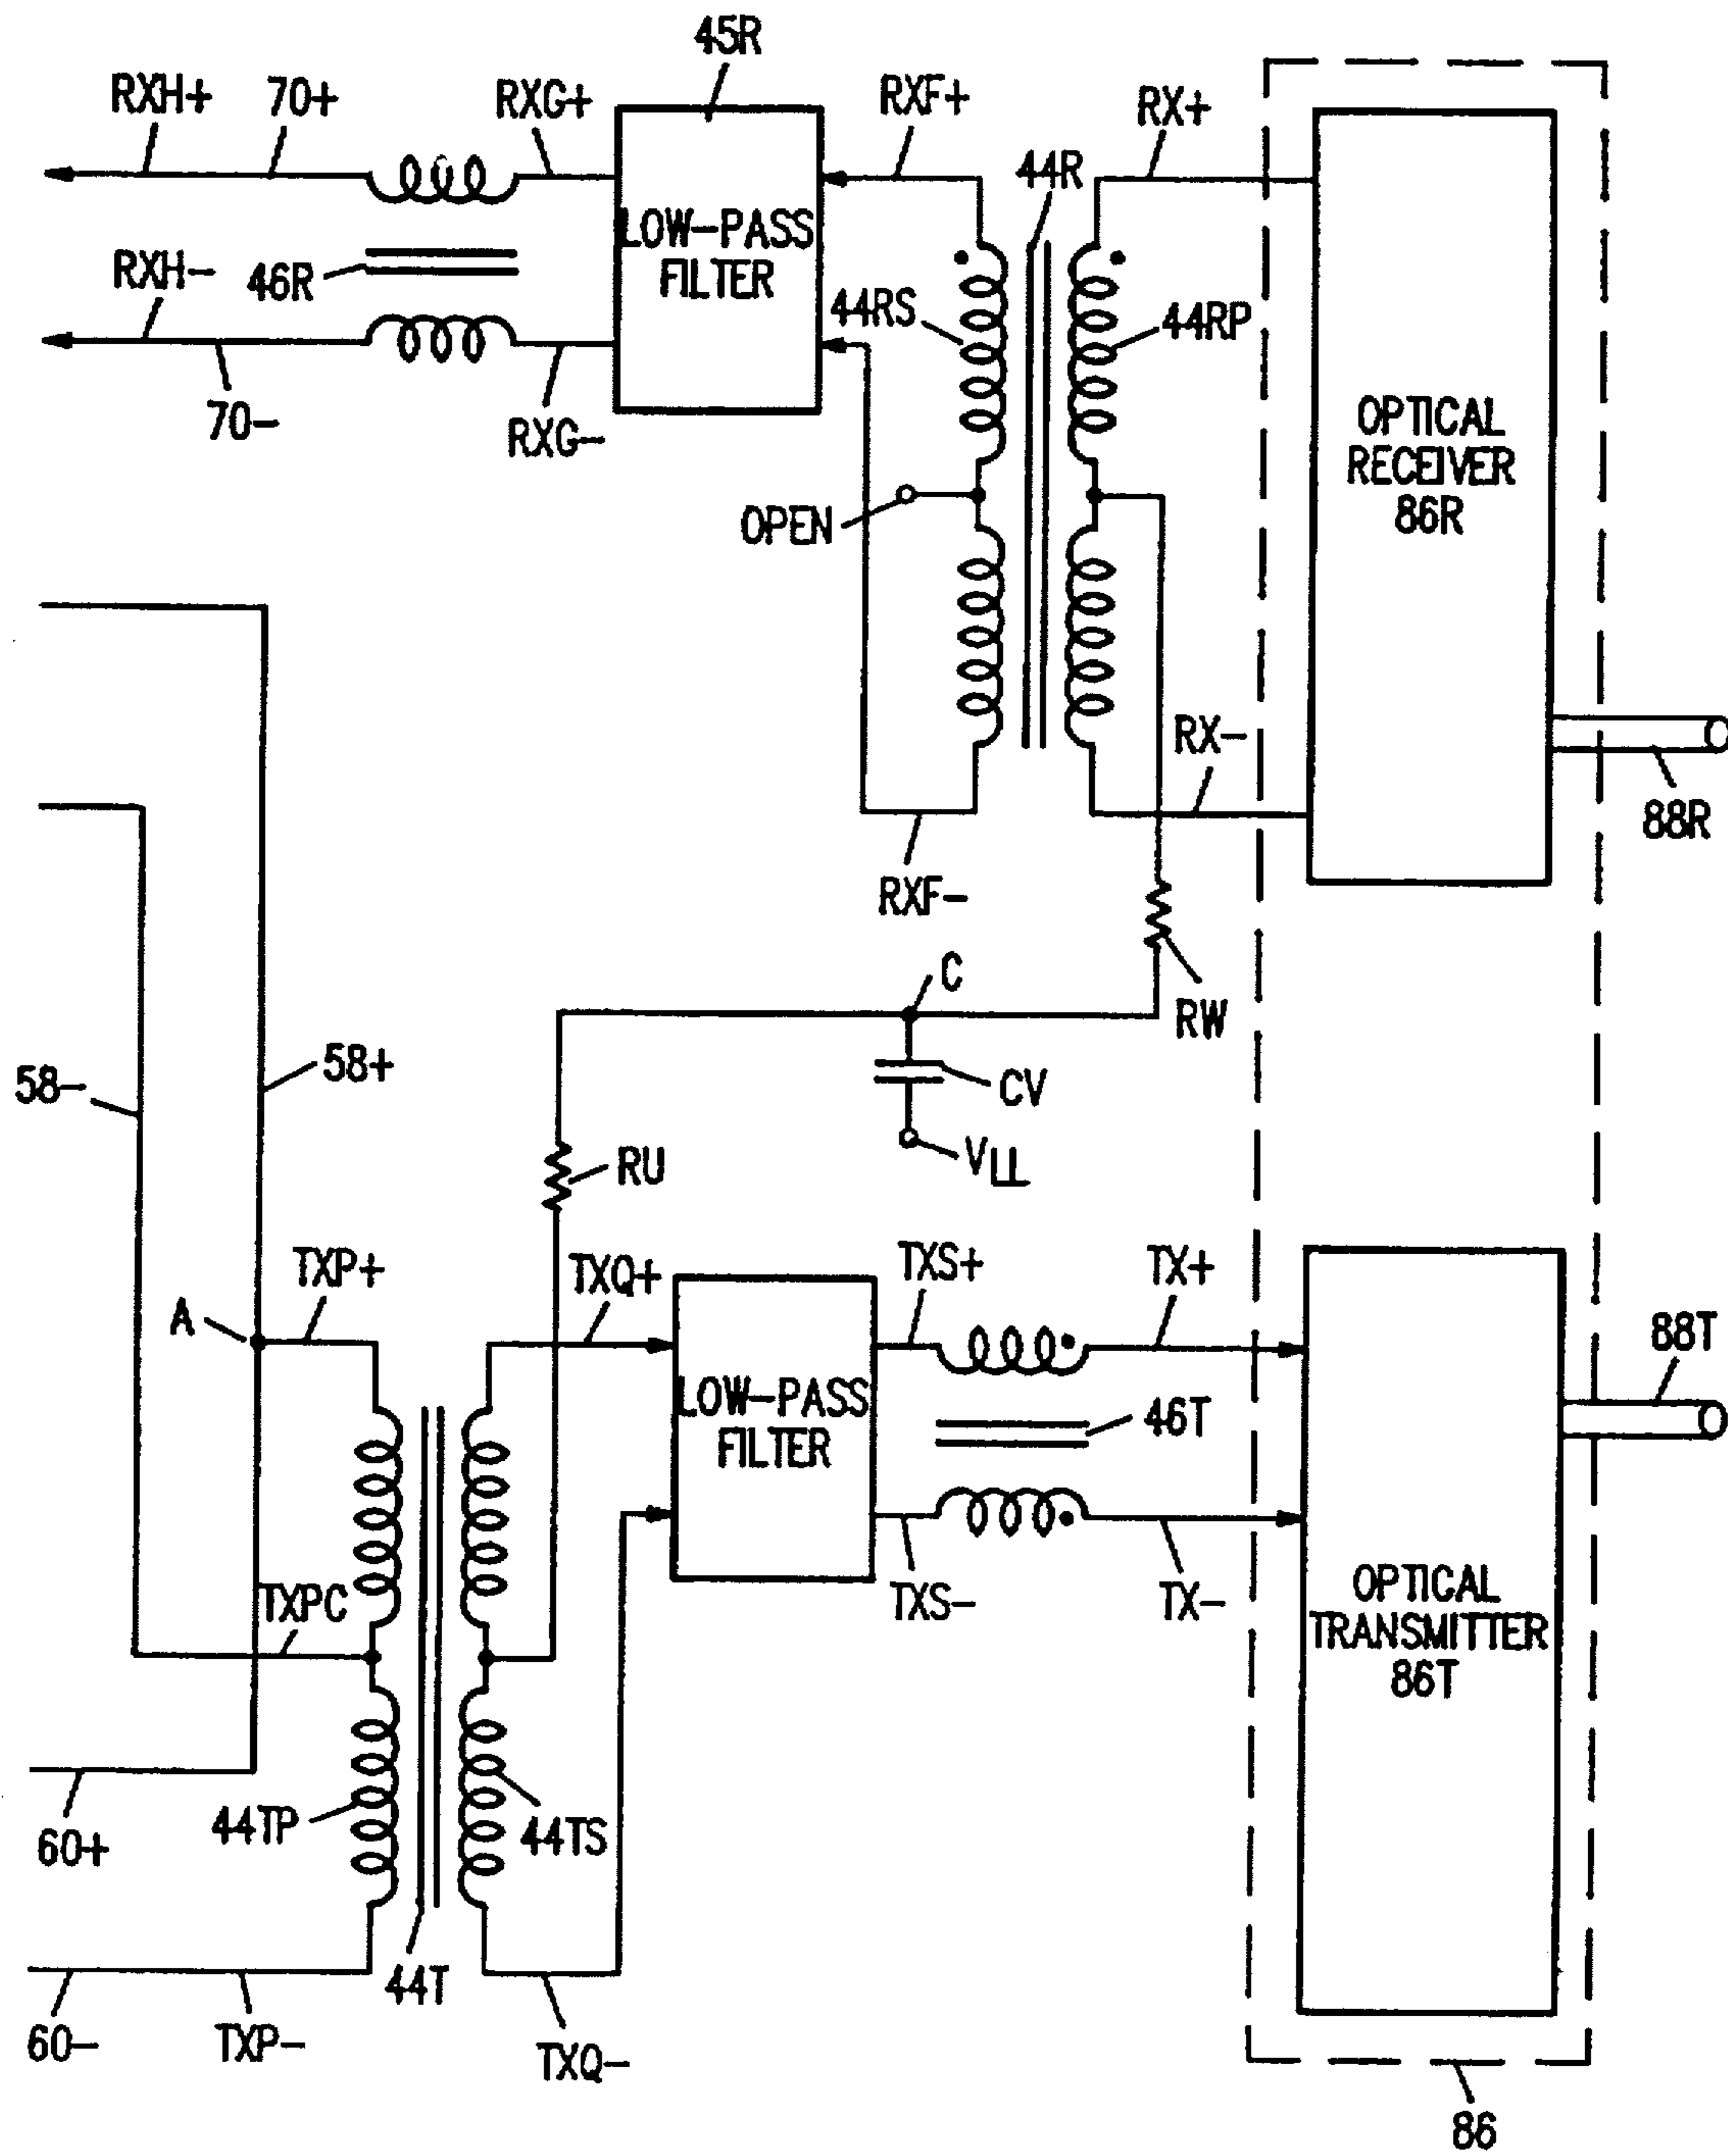 45R
RXH+
70+
RXG+
RXF+
RX+
44R
LOW-PASS
FILTER
RXH-
46R
44RS
44RP
70-
RXG-
OPTICAL
RECEIVER
86R
OPEN
RX-
88R
RXF-
C
RW
58-
58+
CV
RU
VLL
TXP+
TXQ+
TXS+
TX+
A
88T
LOW-PASS
FILTER
46T
TXPC
TXS-
TX-
OPTICAL
TRANSMITTER
86T
44TP
44TS
60+
44T
60-
TXP-
TXQ-
86